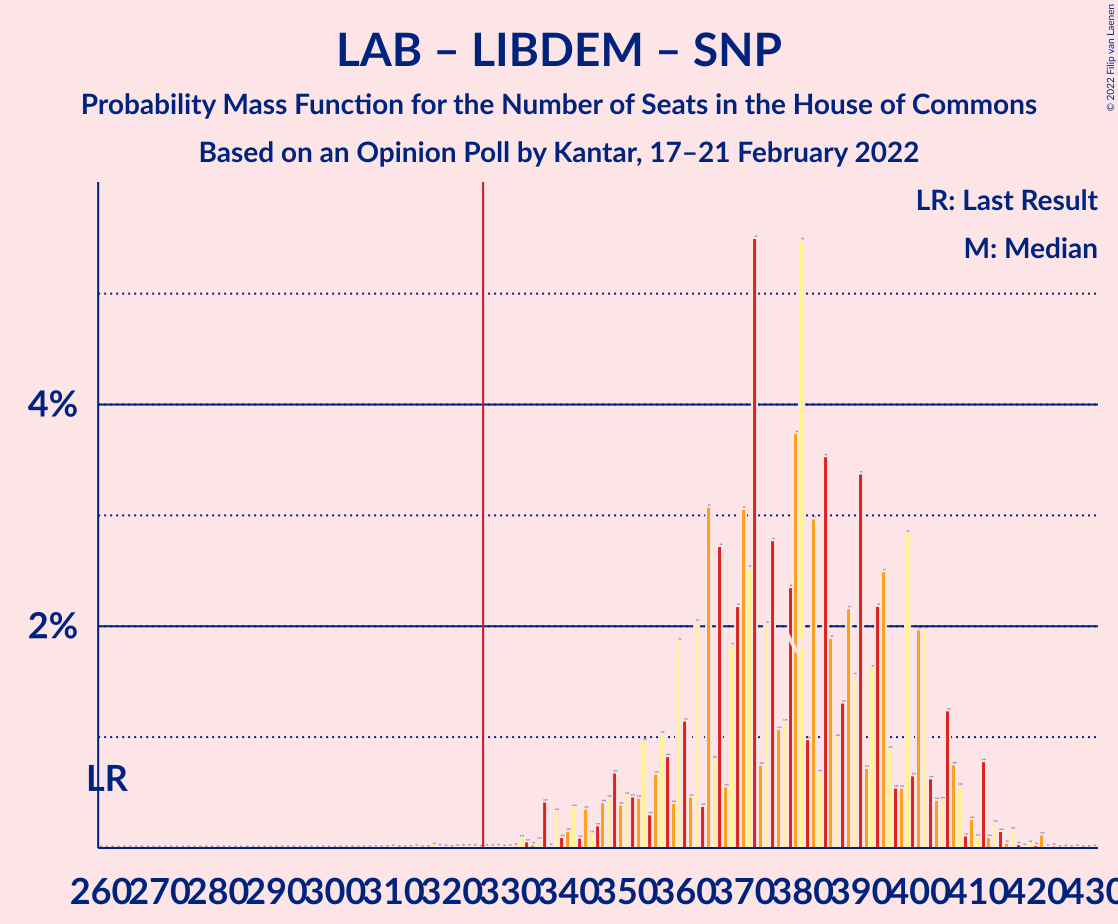 LAB – LIBDEM – SNP
Probability Mass Function for the Number of Seats in the House of Commons
Based on an Opinion Poll by Kantar, 17–21 February 2022
© 2022 Filip van Laenen
LR: Last Result
M: Median
4%
2%
LR
260 270 280 290 300 310 320 330 340 350 360 370 380 390 400 410 420 430